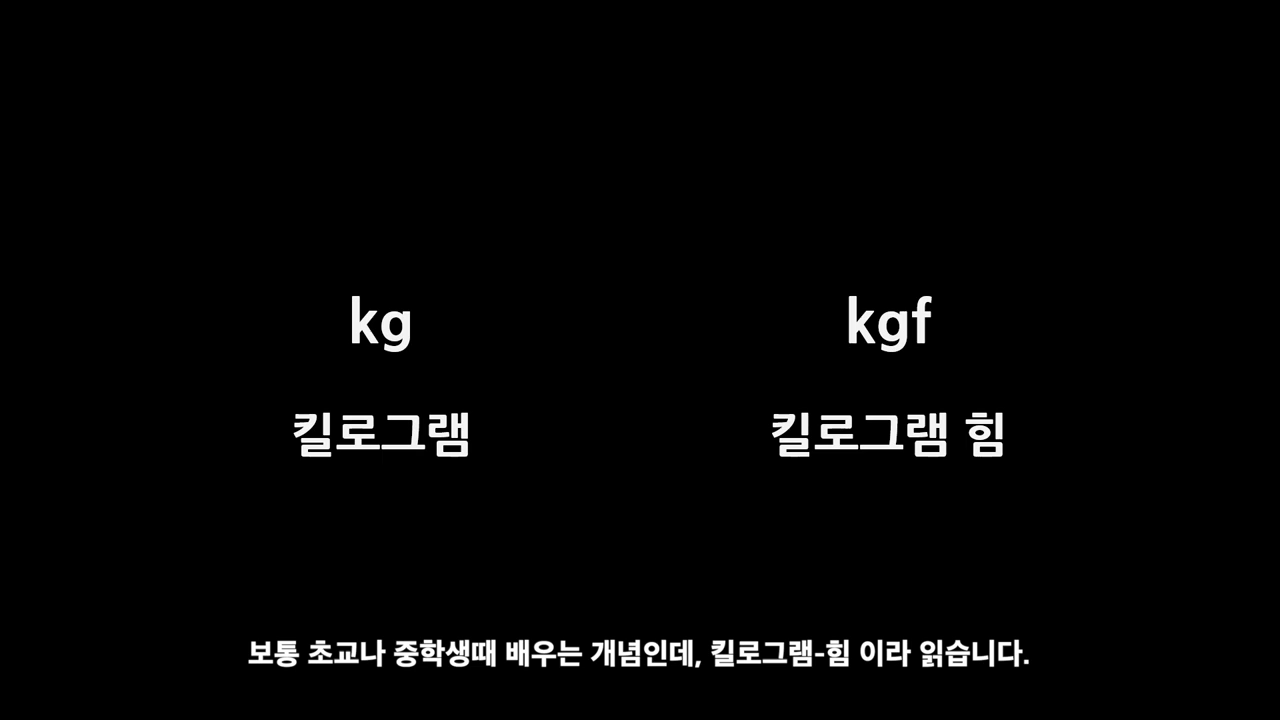 kg
kgf
킬로그램
킬로그램 힘
보통 초교나 중학생때 배우는 개념인데, 킬로그램-힘 이라 읽습니다.